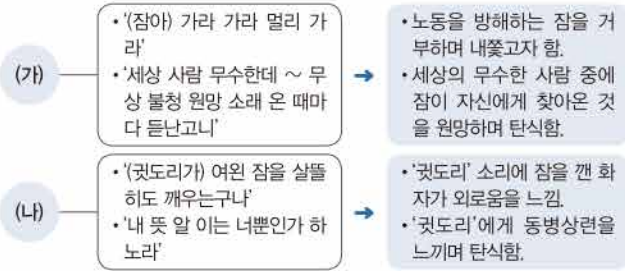 (가)
• '(잠아) 가라 가라 멀리 가
라'
• '세상 사람 무수한데 ~ 무
상 불청 원망 소래 온 때마
다 듣난고니'
➜
• 노동을 방해하는 잠을 거
부하며 내쫓고자 함.
• 세상의 무수한 사람 중에
잠이 자신에게 찾아온 것
을 원망하며 탄식함.
(나)
• '(귓도리가) 여윈 잠을 살뜰
히도 깨우는구나'
• '내 뜻 알 이는 너뿐인가 하
노라'
➜
• '귓도리' 소리에 잠을 깬 화
자가 외로움을 느낌.
• '귓도리'에게 동병상련을
느끼며 탄식함.